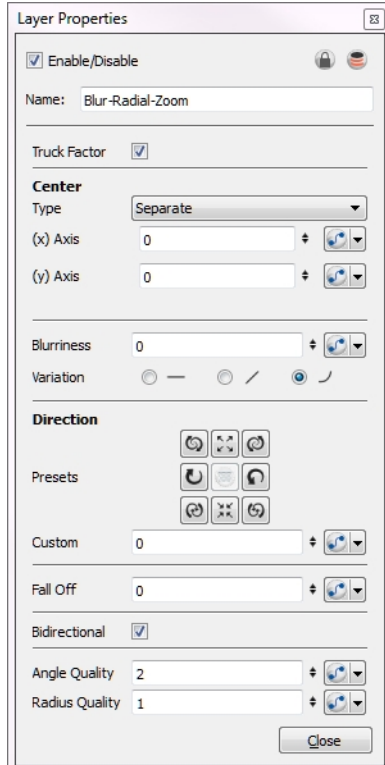 Layer Properties
Enable/Disable
Name: Blur-Radial-Zoom
Truck Factor
Center
Type Separate
(x) Axis 0
(y) Axis 0
Blurriness 0
Variation
Direction
Presets
Custom 0
Fall Off 0
Bidirectional
Angle Quality 2
Radius Quality 1
Close